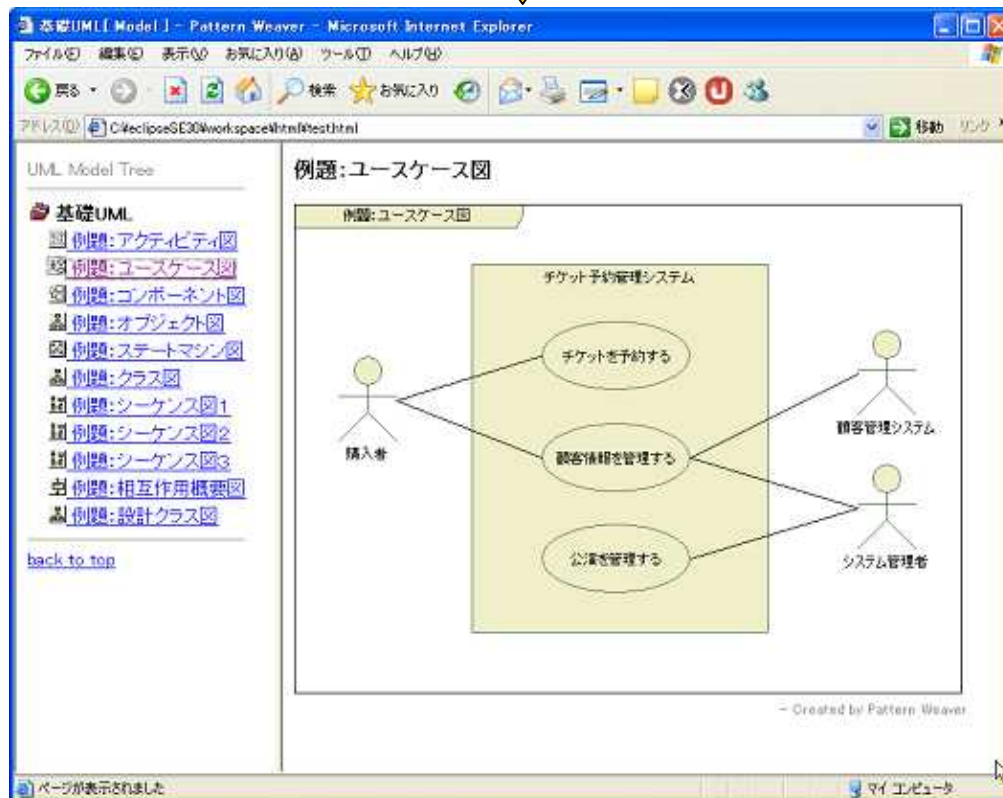 基礎UML[ Model ] - Pattern Weaver - Microsoft Internet Explorer
ファイル(F) 編集(E) 表示(V) お気に入り(A) ツール(T) ヘルプ(H)
戻る 検索 お気に入り
アドレス(D) C:¥eclipseSE30¥workspace¥html¥test.html 移動 リンク
UML Model Tree
基礎UML
例題:アクティビティ図
例題:ユースケース図
例題:コンポーネント図
例題:オブジェクト図
例題:ステートマシン図
例題:クラス図
例題:シーケンス図1
例題:シーケンス図2
例題:シーケンス図3
例題:相互作用概要図
例題:設計クラス図
back to top
例題:ユースケース図
例題:ユースケース図
チケット予約管理システム
チケットを予約する
顧客管理システム
購入者
顧客情報を管理する
公演を管理する
システム管理者
- Created by Pattern Weaver
ページが表示されました
マイ コンピュータ